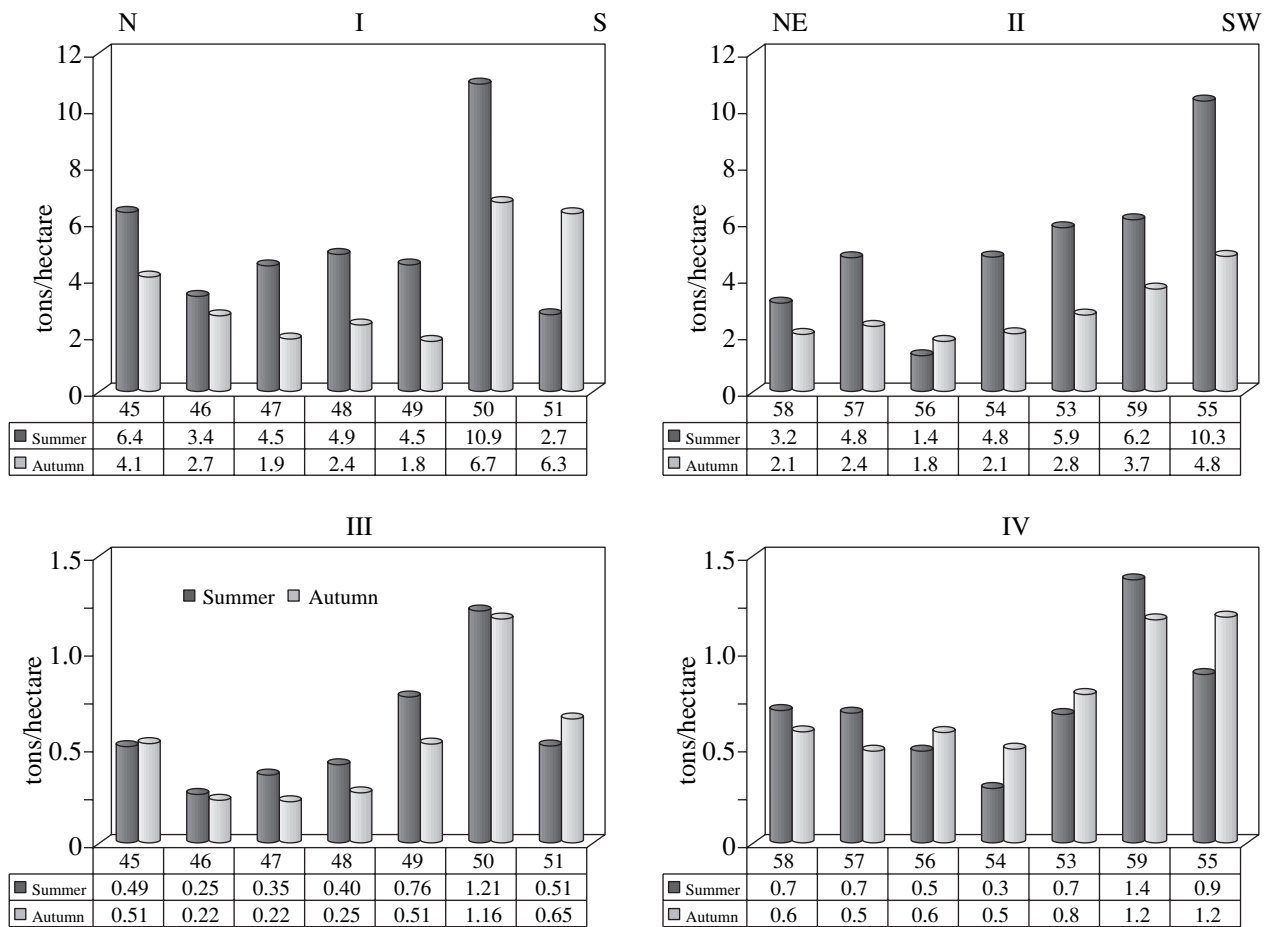 N I S
tons/hectare
12
10
8
6
4
2
0
45 46 47 48 49 50 51
Summer 6.4 3.4 4.5 4.9 4.5 10.9 2.7
Autumn 4.1 2.7 1.9 2.4 1.8 6.7 6.3
NE II SW
tons/hectare
12
10
8
6
4
2
0
58 57 56 54 53 59 55
Summer 3.2 4.8 1.4 4.8 5.9 6.2 10.3
Autumn 2.1 2.4 1.8 2.1 2.8 3.7 4.8
III
tons/hectare
1.5
1.0
0.5
0
Summer Autumn
45 46 47 48 49 50 51
Summer 0.49 0.25 0.35 0.40 0.76 1.21 0.51
Autumn 0.51 0.22 0.22 0.25 0.51 1.16 0.65
IV
tons/hectare
1.5
1.0
0.5
0
58 57 56 54 53 59 55
Summer 0.7 0.7 0.5 0.3 0.7 1.4 0.9
Autumn 0.6 0.5 0.6 0.5 0.8 1.2 1.2